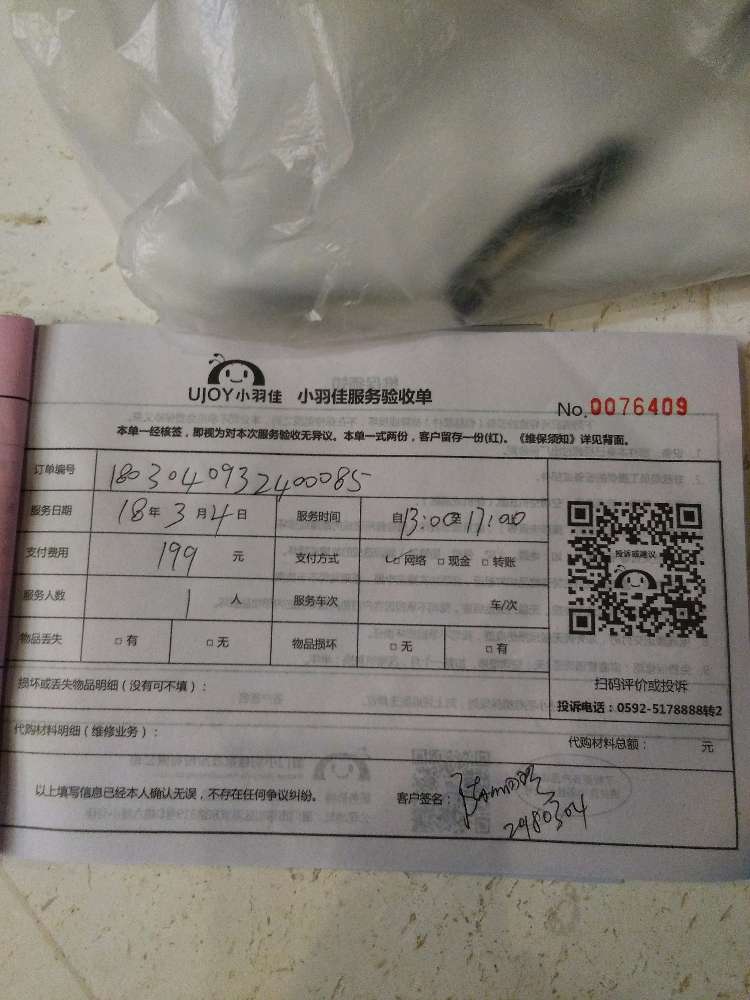 UJOY小羽佳 小羽佳服务验收单
No.0076409
本单一经核签，即视为对本次服务验收无异议。本单一式两份，客户留存一份(红)。《维保须知》详见背面。
订单编号 180304093240085
服务日期 18年3月4日 服务时间 自13:00至17:00
支付费用 199 元 支付方式 ☑网络 □现金 □转账
服务人数 1 人 服务车次 车/次
物品丢失 □有 □无 物品损坏 □无 □有
投诉或建议
扫码评价或投诉
投诉电话：0592-5178888转2
损坏或丢失物品明细（没有可不填）：
代购材料明细（维修业务）： 代购材料总额： 元
以上填写信息已经本人确认无误，不存在任何争议纠纷。 客户签名：